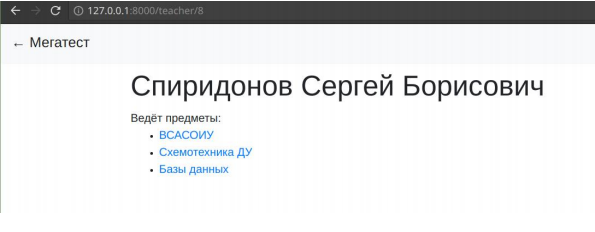 127.0.0.1:8000/teacher/8
← Мегатест
Спиридонов Сергей Борисович
Ведёт предметы:
• ВСАСОИУ
• Схемотехника ДУ
• Базы данных